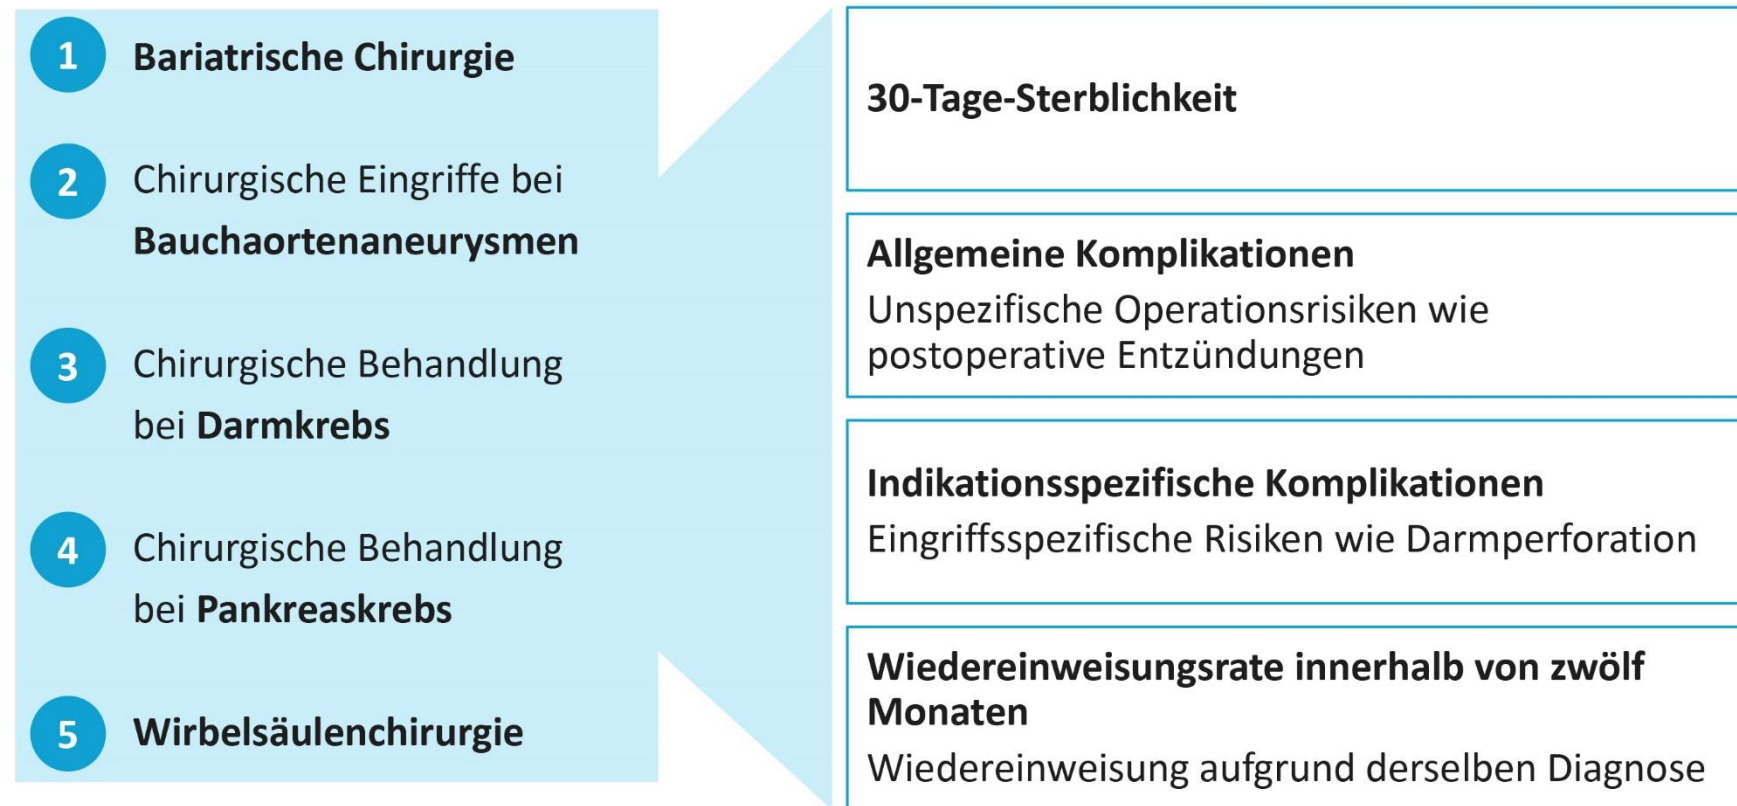 1 Bariatrische Chirurgie
2 Chirurgische Eingriffe bei
Bauchaortenaneurysmen
3 Chirurgische Behandlung
bei Darmkrebs
4 Chirurgische Behandlung
bei Pankreaskrebs
5 Wirbelsäulenchirurgie
30-Tage-Sterblichkeit
Allgemeine Komplikationen
Unspezifische Operationsrisiken wie
postoperative Entzündungen
Indikationsspezifische Komplikationen
Eingriffsspezifische Risiken wie Darmperforation
Wiedereinweisungsrate innerhalb von zwölf
Monaten
Wiedereinweisung aufgrund derselben Diagnose